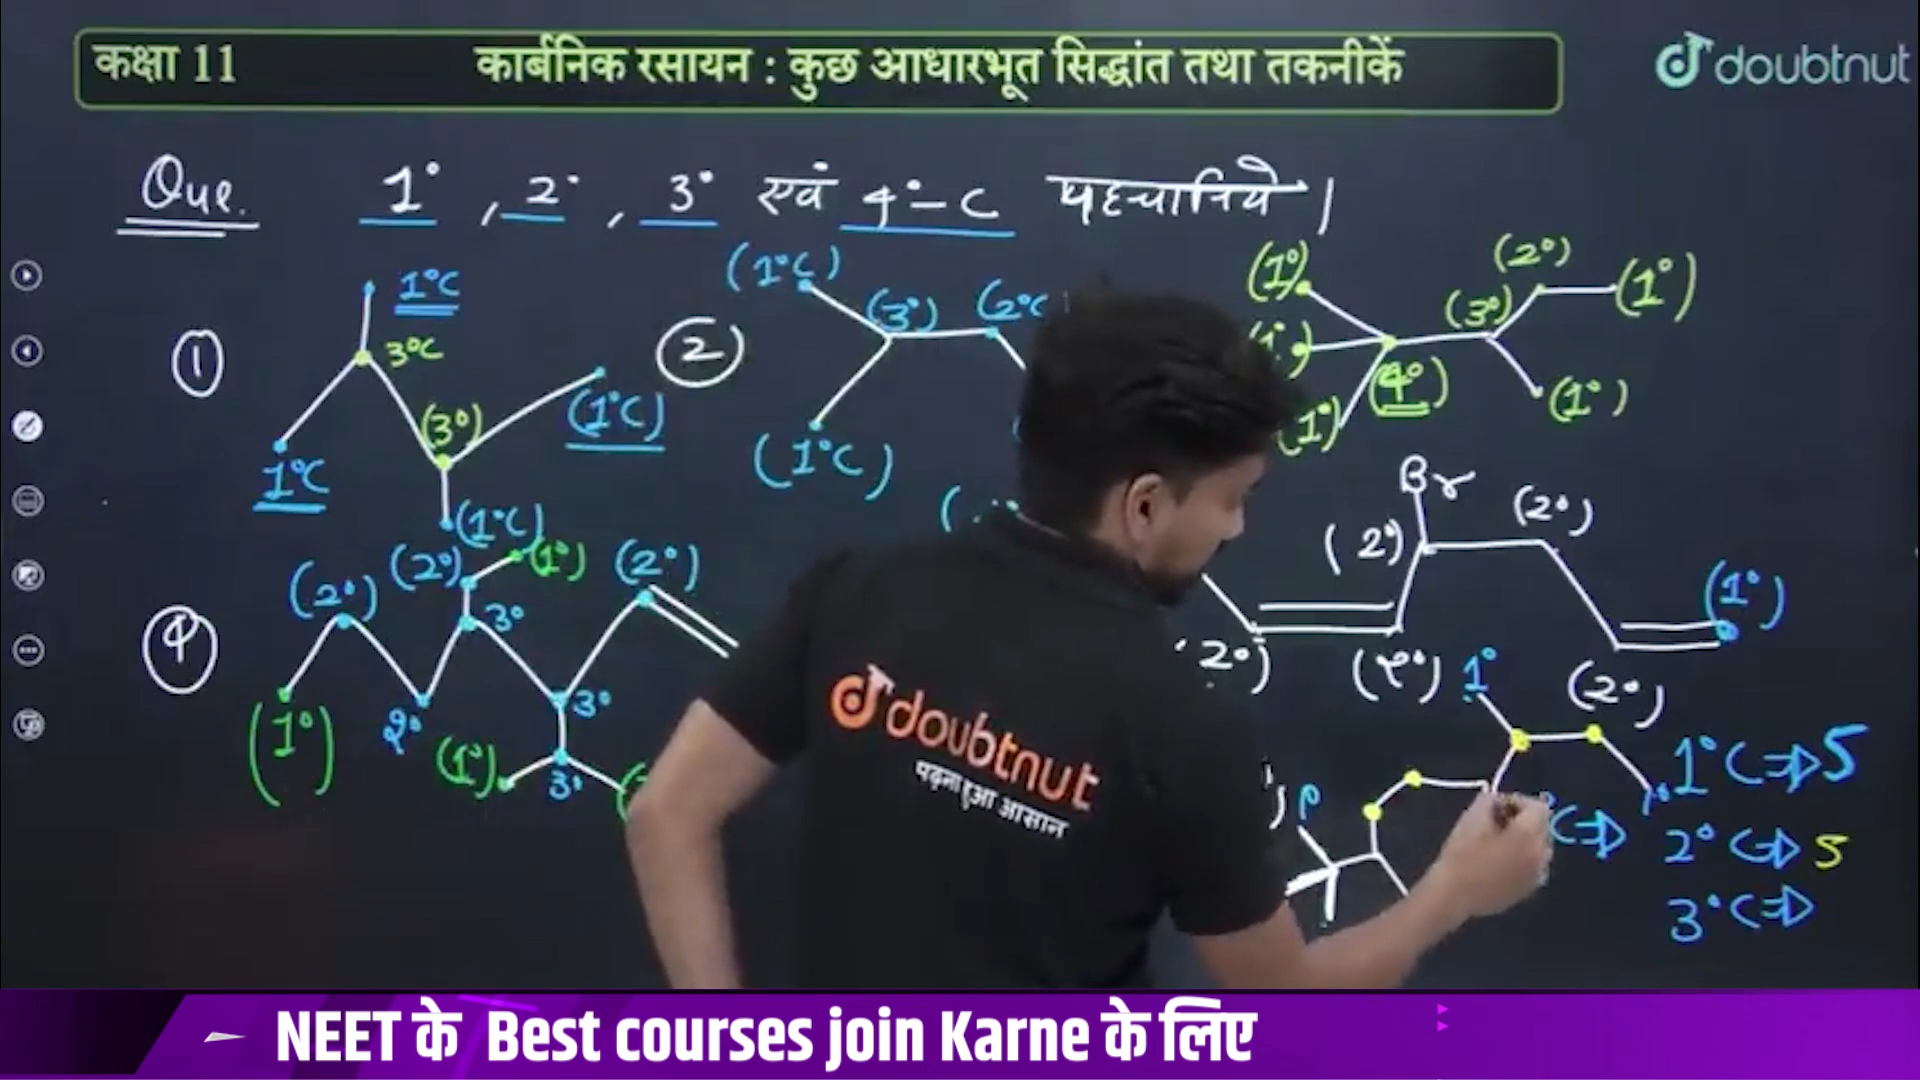 कक्षा 11
कार्बनिक रसायन : कुछ आधारभूत सिद्धांत तथा तकनीकें
doubtnut
Que. 1° , 2° , 3° एवं 4°-C पहचानिये |
(1°C)
(1°)
(2°)
(1°)
1°C
(3°)
(2°C
(3°)
①
3°C
②
(4°)
(1°)
(3°)
(1°C)
1°)
1°C
(1°C)
Br
(1°C)
(2°)
(2°)
(2°)
(2°)
(1°)
(2°)
(1°)
3°
2°)
(२°)
1°
(2°)
(1°)
२°
3°
(1°)
3°
doubtnut
पढ़ना हुआ आसान
1°C⇒5
C⇒
2°C⇒5
3°C⇒
NEET के Best courses join Karne के लिए